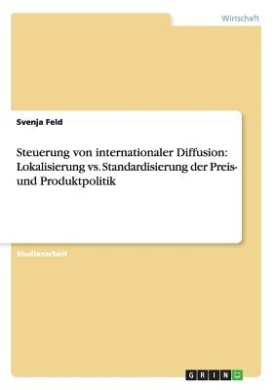 Wirtschaft
Svenja Feld
Steuerung von internationaler Diffusion:
Lokalisierung vs. Standardisierung der Preis-
und Produktpolitik
Studienarbeit
GRIN